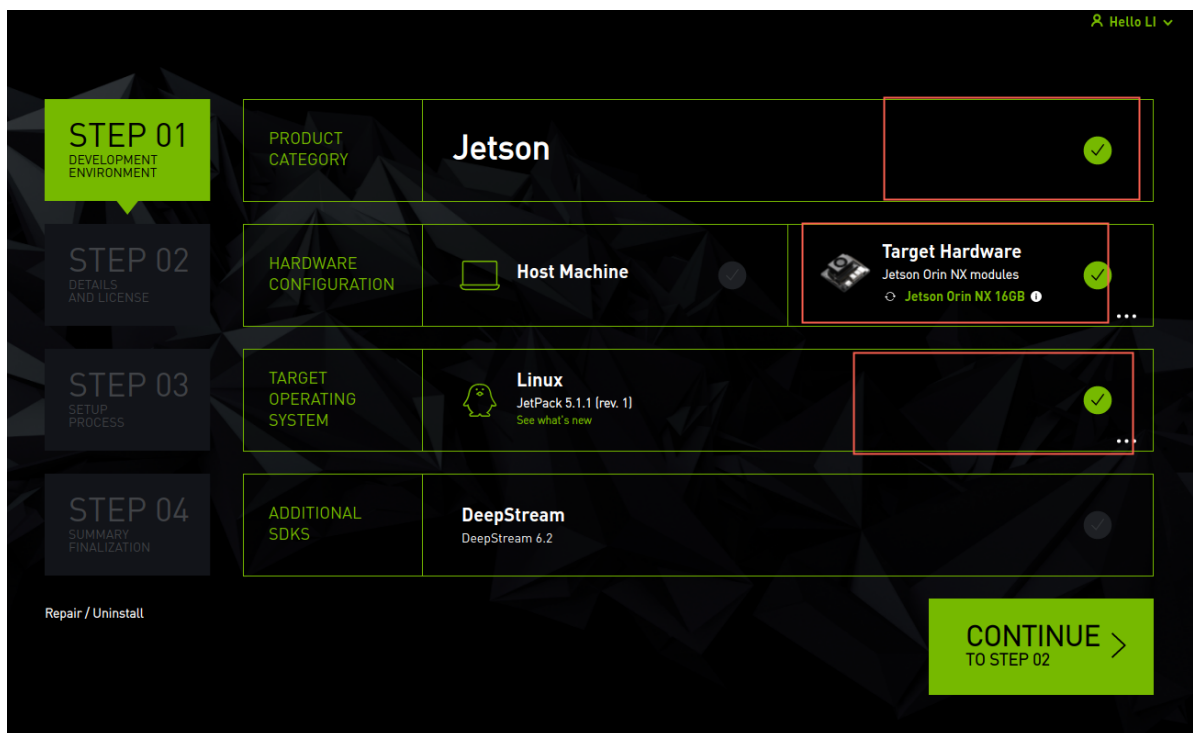 Hello LI
STEP 01
DEVELOPMENT
ENVIRONMENT
PRODUCT
CATEGORY
Jetson
STEP 02
DETAILS
AND LICENSE
HARDWARE
CONFIGURATION
Host Machine
Target Hardware
Jetson Orin NX modules
Jetson Orin NX 16GB
STEP 03
SETUP
PROCESS
TARGET
OPERATING
SYSTEM
Linux
JetPack 5.1.1 (rev. 1)
See what's new
STEP 04
SUMMARY
FINALIZATION
ADDITIONAL
SDKS
DeepStream
DeepStream 6.2
Repair / Uninstall
CONTINUE
TO STEP 02